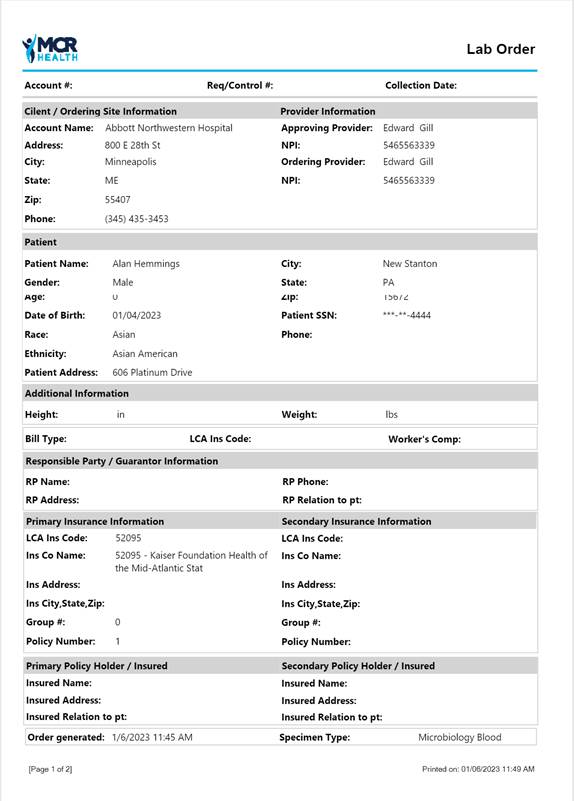 MCR
HEALTH
Lab Order
Account #: Req/Control #: Collection Date:
Cilent / Ordering Site Information Provider Information
Account Name: Abbott Northwestern Hospital Approving Provider: Edward Gill
Address: 800 E 28th St NPI: 5465563339
City: Minneapolis Ordering Provider: Edward Gill
State: ME NPI: 5465563339
Zip: 55407
Phone: (345) 435-3453
Patient
Patient Name: Alan Hemmings City: New Stanton
Gender: Male State: PA
Age: 0 Zip: 15672
Date of Birth: 01/04/2023 Patient SSN: ***-**-4444
Race: Asian Phone:
Ethnicity: Asian American
Patient Address: 606 Platinum Drive
Additional Information
Height: in Weight: lbs
Bill Type: LCA Ins Code: Worker's Comp:
Responsible Party / Guarantor Information
RP Name: RP Phone:
RP Address: RP Relation to pt:
Primary Insurance Information Secondary Insurance Information
LCA Ins Code: 52095 LCA Ins Code:
Ins Co Name: 52095 - Kaiser Foundation Health of Ins Co Name:
the Mid-Atlantic Stat
Ins Address: Ins Address:
Ins City,State,Zip: Ins City,State,Zip:
Group #: 0 Group #:
Policy Number: 1 Policy Number:
Primary Policy Holder / Insured Secondary Policy Holder / Insured
Insured Name: Insured Name:
Insured Address: Insured Address:
Insured Relation to pt: Insured Relation to pt:
Order generated: 1/6/2023 11:45 AM Specimen Type: Microbiology Blood
[Page 1 of 2] Printed on: 01/06/2023 11:49 AM